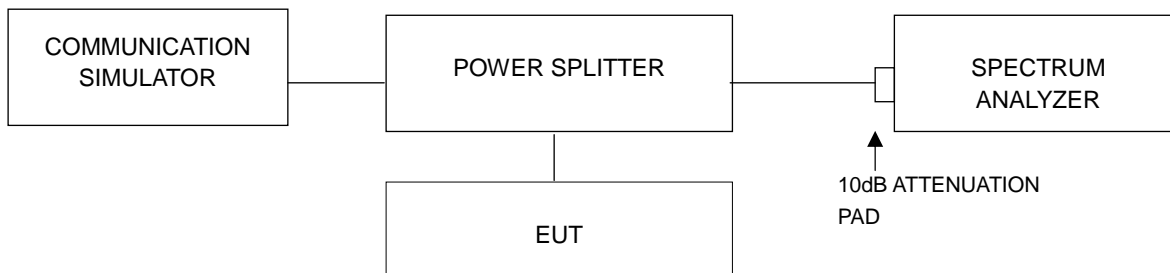 COMMUNICATION
SIMULATOR
POWER SPLITTER
SPECTRUM
ANALYZER
10dB ATTENUATION
PAD
EUT